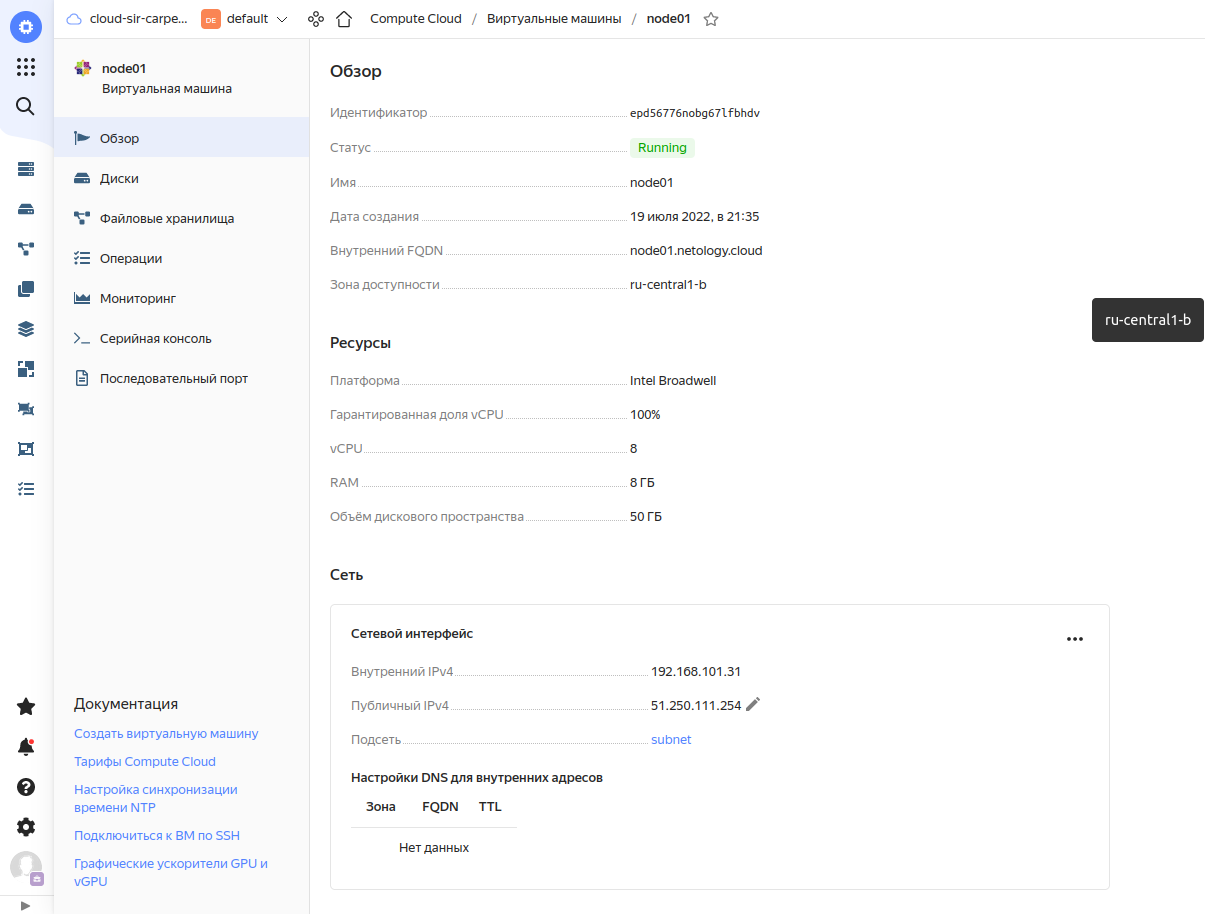 cloud-sir-carpe... DE default Compute Cloud / Виртуальные машины / node01
node01
Виртуальная машина
Обзор
Диски
Файловые хранилища
Операции
Мониторинг
Серийная консоль
Последовательный порт
Документация
Создать виртуальную машину
Тарифы Compute Cloud
Настройка синхронизации
времени NTP
Подключиться к ВМ по SSH
Графические ускорители GPU и
vGPU
Обзор
Идентификатор epd56776nobg67lfbhdv
Статус Running
Имя node01
Дата создания 19 июля 2022, в 21:35
Внутренний FQDN node01.netology.cloud
Зона доступности ru-central1-b
ru-central1-b
Ресурсы
Платформа Intel Broadwell
Гарантированная доля vCPU 100%
vCPU 8
RAM 8 ГБ
Объём дискового пространства 50 ГБ
Сеть
Сетевой интерфейс
Внутренний IPv4 192.168.101.31
Публичный IPv4 51.250.111.254
Подсеть subnet
Настройки DNS для внутренних адресов
Зона FQDN TTL
Нет данных